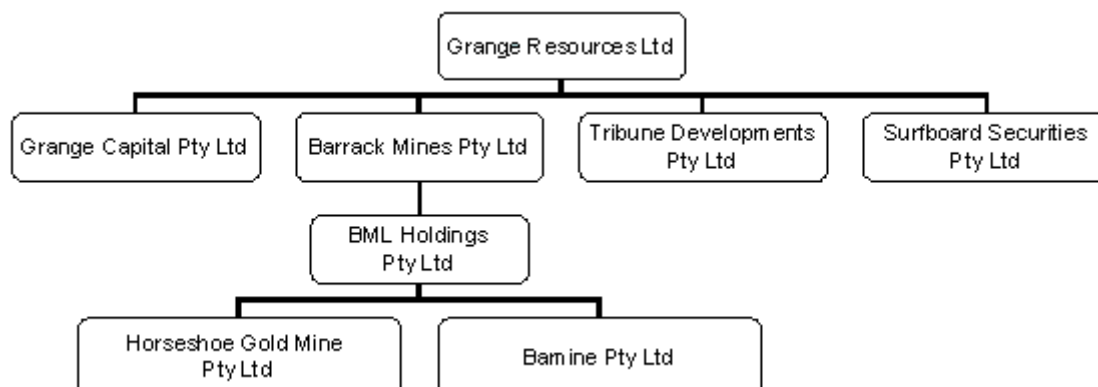 Grange Resources Ltd
Grange Capital Pty Ltd
Barrack Mines Pty Ltd
Tribune Developments
Pty Ltd
Surfboard Securities
Pty Ltd
BML Holdings
Pty Ltd
Horseshoe Gold Mine
Pty Ltd
Bamine Pty Ltd